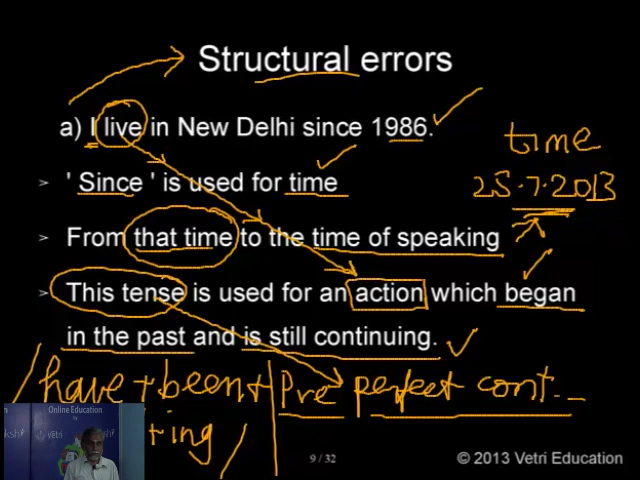 Structural errors
a) I live in New Delhi since 1986.
time
' Since ' is used for time
25.7.2013
From that time to the time of speaking
This tense is used for an action which began
in the past and is still continuing.
have + been + Pre perfect cont...
+ing
Online Education
by
vetri
9 / 32
© 2013 Vetri Education